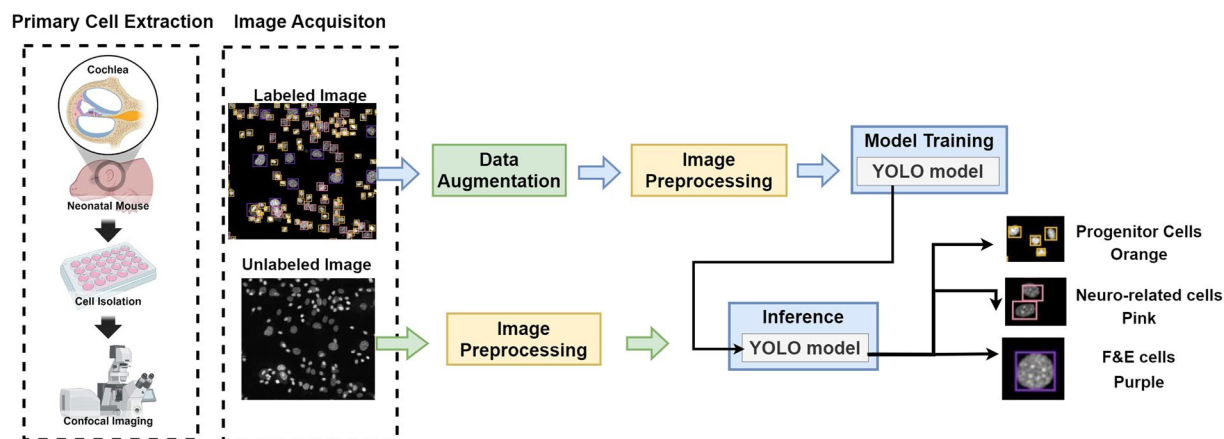 Primary Cell Extraction
Image Acquisiton
Cochlea
Neonatal Mouse
Cell Isolation
Confocal Imaging
Labeled Image
Unlabeled Image
Data
Augmentation
Image
Preprocessing
Model Training
YOLO model
Image
Preprocessing
Inference
YOLO model
Progenitor Cells
Orange
Neuro-related cells
Pink
F&E cells
Purple